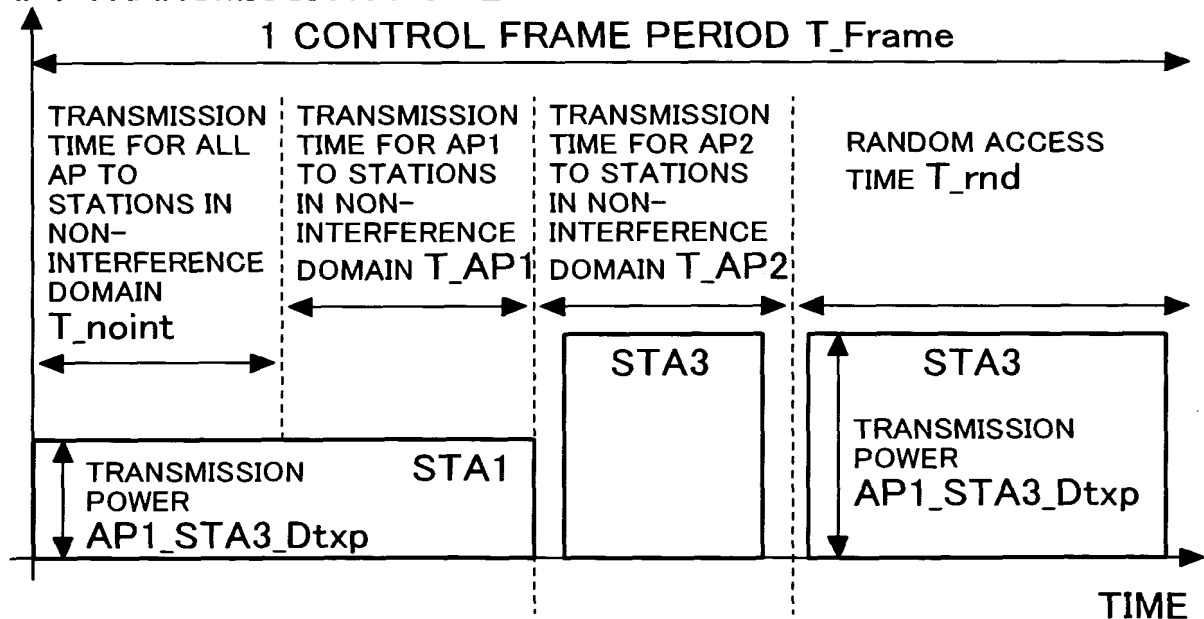 1 CONTROL FRAME PERIOD T_Frame
TRANSMISSION
TIME FOR ALL
AP TO
STATIONS IN
NON-
INTERFERENCE
DOMAIN
T_noint
TRANSMISSION
TIME FOR AP1
TO STATIONS
IN NON-
INTERFERENCE
DOMAIN T_AP1
TRANSMISSION
TIME FOR AP2
TO STATIONS
IN NON-
INTERFERENCE
DOMAIN T_AP2
RANDOM ACCESS
TIME T_rnd
STA1
TRANSMISSION
POWER
AP1_STA3_Dtxp
STA3
STA3
TRANSMISSION
POWER
AP1_STA3_Dtxp
TIME